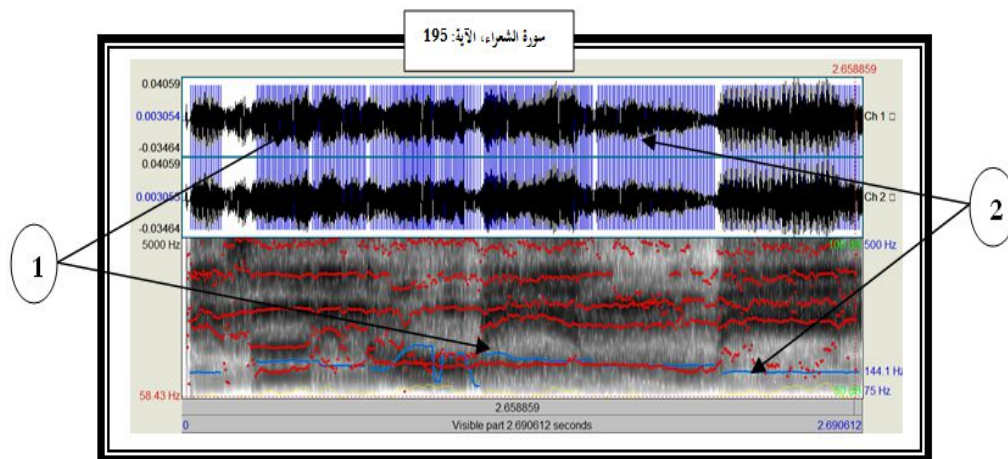 سورة الشعراء، الآية: 195
2.658859
0.04059
0.003054
Ch 1
-0.03464
0.04059
0.003053
Ch 2
-0.03464
5000 Hz
500 Hz
1
2
144.1 Hz
58.43 Hz
75 Hz
2.658859
0
Visible part 2.690612 seconds
2.690612